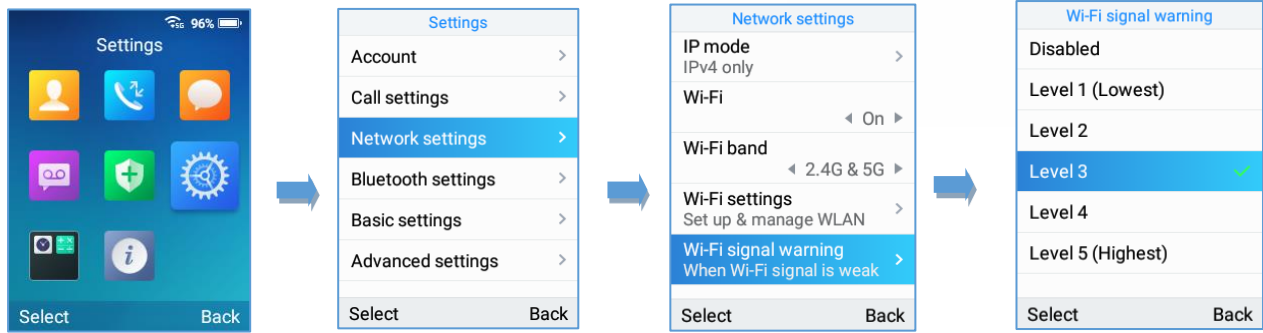 5G 96%
Settings
Select Back
Settings
Account
Call settings
Network settings
Bluetooth settings
Basic settings
Advanced settings
Select Back
Network settings
IP mode
IPv4 only
Wi-Fi
On
Wi-Fi band
2.4G & 5G
Wi-Fi settings
Set up & manage WLAN
Wi-Fi signal warning
When Wi-Fi signal is weak
Select Back
Wi-Fi signal warning
Disabled
Level 1 (Lowest)
Level 2
Level 3
Level 4
Level 5 (Highest)
Select Back